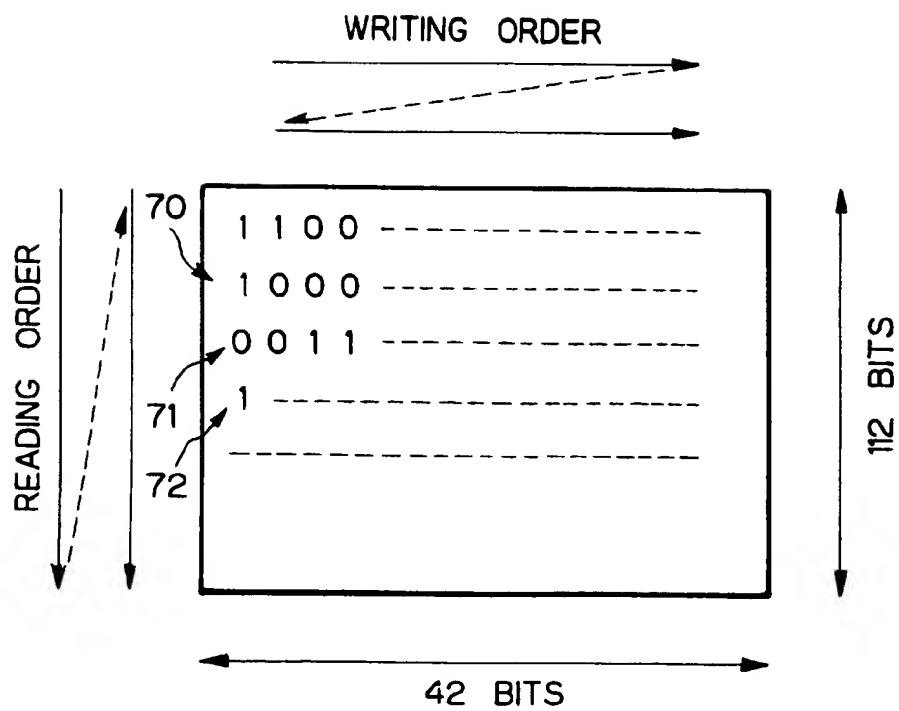 WRITING ORDER
READING ORDER
70
1 1 0 0
1 0 0 0
0 0 1 1
71
1
72
112 BITS
42 BITS